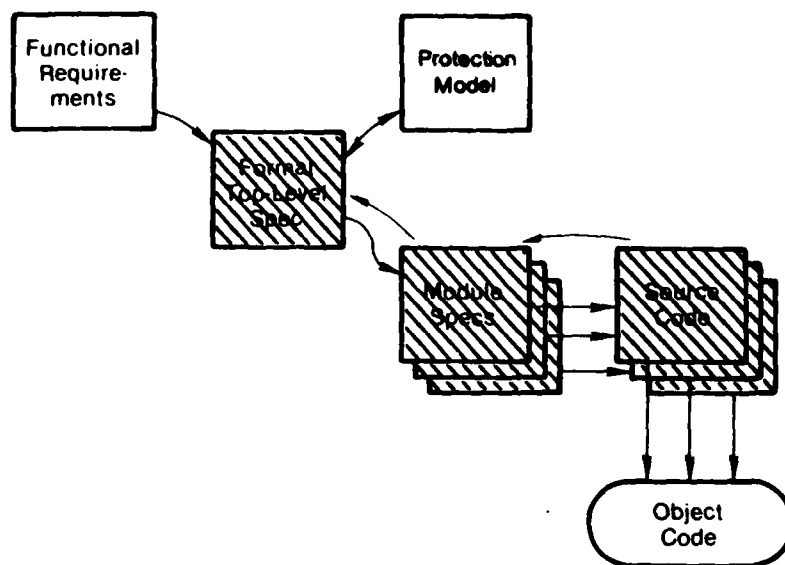 Functional
Require-
ments
Protection
Model
Formal
Top-Level
Spec
Module
Specs
Source
Code
Object
Code